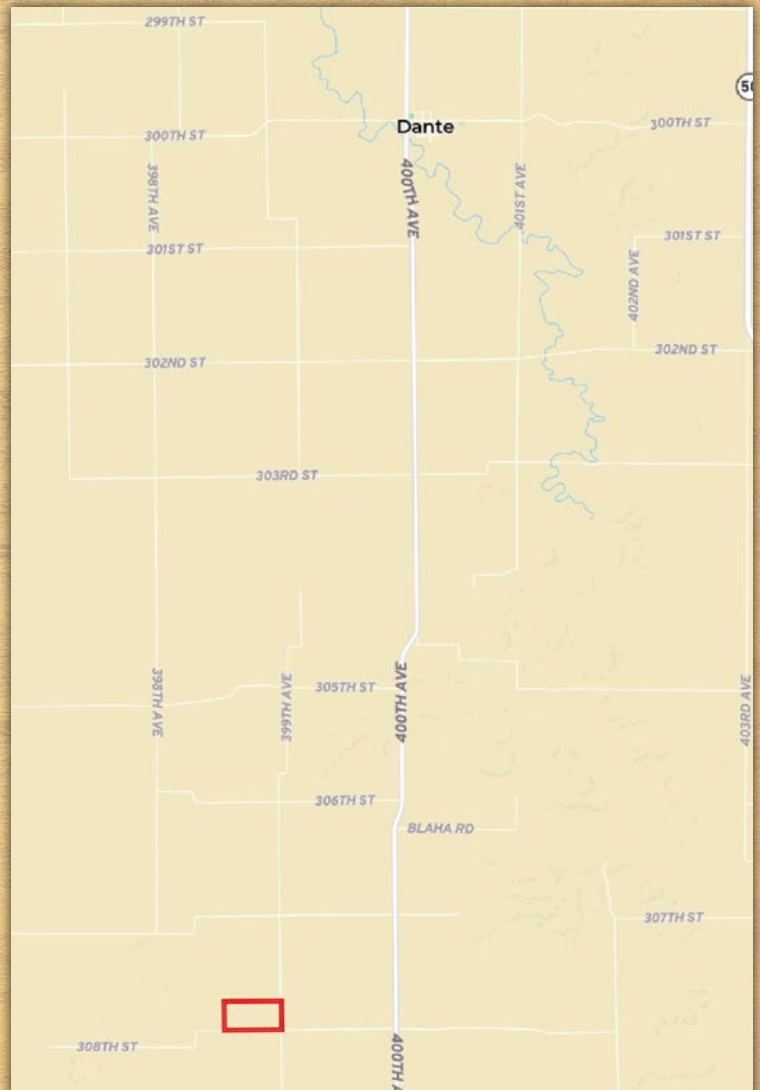 299TH ST
50
Dante
300TH ST
300TH ST
398TH AVE
400TH AVE
401ST AVE
301ST ST
301ST ST
402ND AVE
302ND ST
302ND ST
303RD ST
398TH AVE
399TH AVE
305TH ST
400TH AVE
403RD AVE
306TH ST
BLAHA RD
307TH ST
308TH ST
400TH A